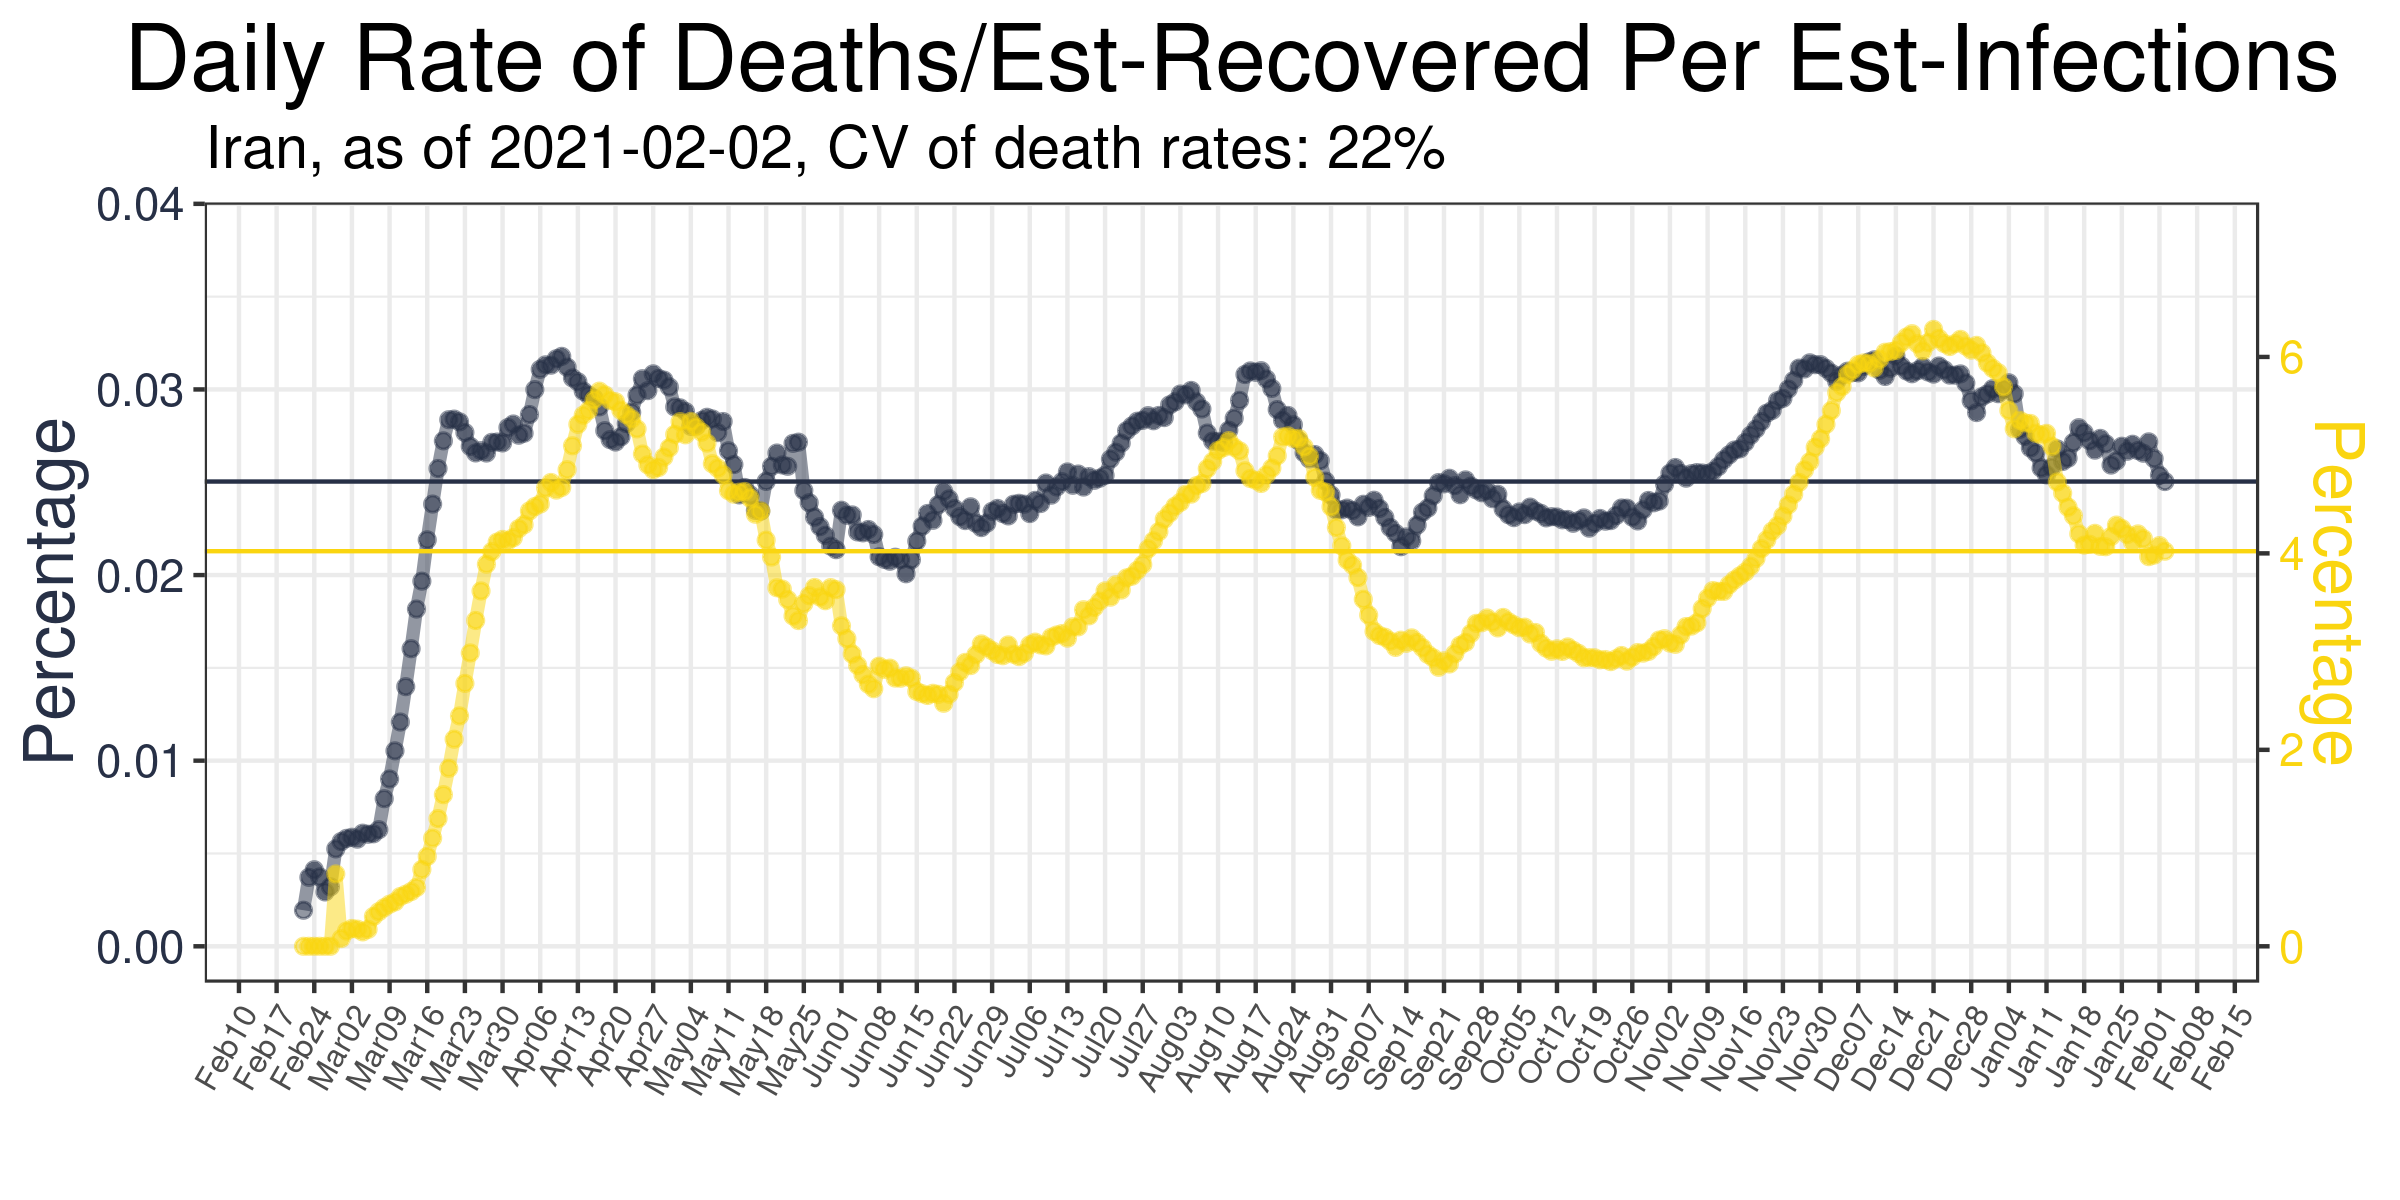 Daily Rate of Deaths/Est-Recovered Per Est-Infections
Iran, as of 2021-02-02, CV of death rates: 22%
Percentage
0.04
0.03
0.02
0.01
0.00
6
4
2
0
Percentage
Feb10
Feb17
Feb24
Mar02
Mar09
Mar16
Mar23
Mar30
Apr06
Apr13
Apr20
Apr27
May04
May11
May18
May25
Jun01
Jun08
Jun15
Jun22
Jun29
Jul06
Jul13
Jul20
Jul27
Aug03
Aug10
Aug17
Aug24
Aug31
Sep07
Sep14
Sep21
Sep28
Oct05
Oct12
Oct19
Oct26
Nov02
Nov09
Nov16
Nov23
Nov30
Dec07
Dec14
Dec21
Dec28
Jan04
Jan11
Jan18
Jan25
Feb01
Feb08
Feb15